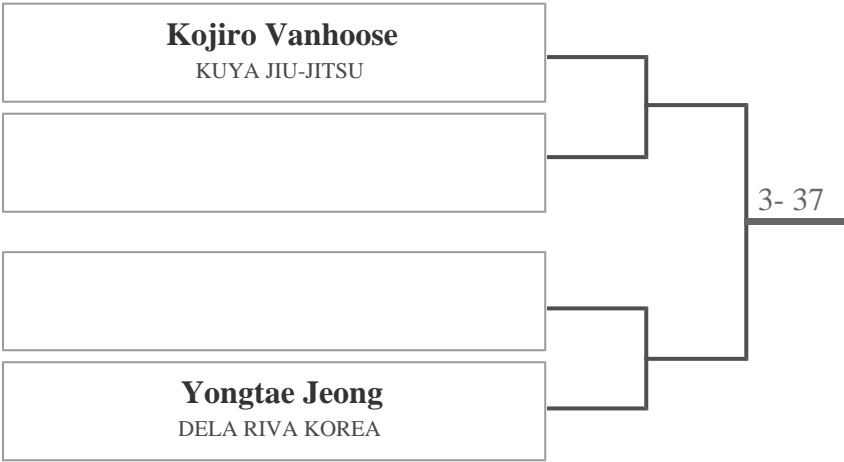 Kojiro Vanhoose
KUYA JIU-JITSU
3- 37
Yongtae Jeong
DELA RIVA KOREA